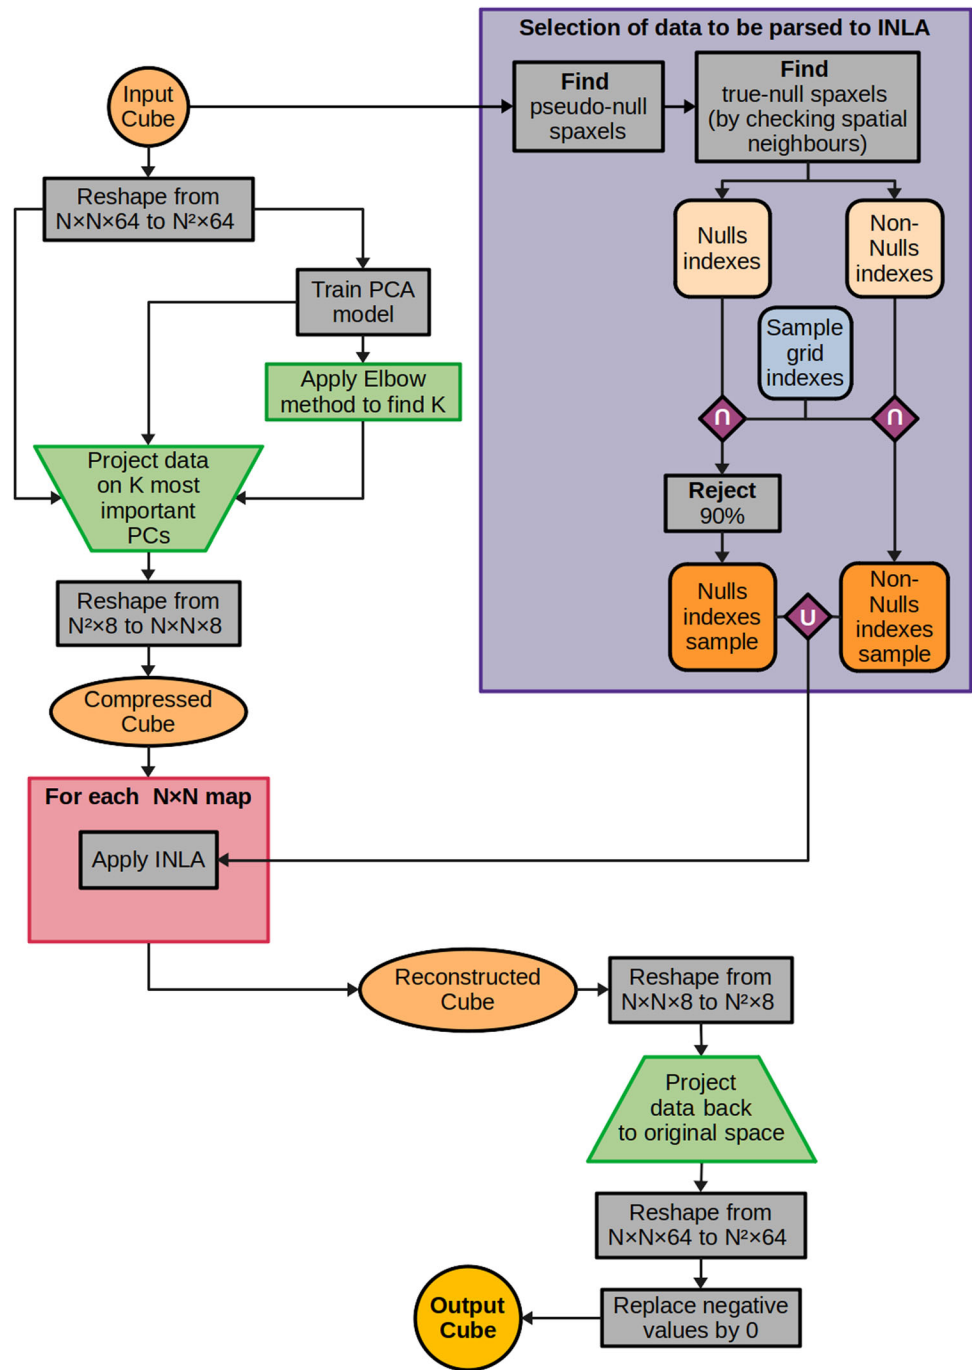 Selection of data to be parsed to INLA
Input
Cube
Find
pseudo-null
spaxels
Find
true-null spaxels
(by checking spatial
neighbours)
Reshape from
N×N×64 to N²×64
Nulls
indexes
Non-
Nulls
indexes
Train PCA
model
Sample
grid
indexes
Apply Elbow
method to find K
∩
∩
Project data
on K most
important
PCs
Reject
90%
Reshape from
N²×8 to N×N×8
Nulls
indexes
sample
∪
Non-
Nulls
indexes
sample
Compressed
Cube
For each N×N map
Apply INLA
Reconstructed
Cube
Reshape from
N×N×8 to N²×8
Project
data back
to original space
Reshape from
N×N×64 to N²×64
Output
Cube
Replace negative
values by 0